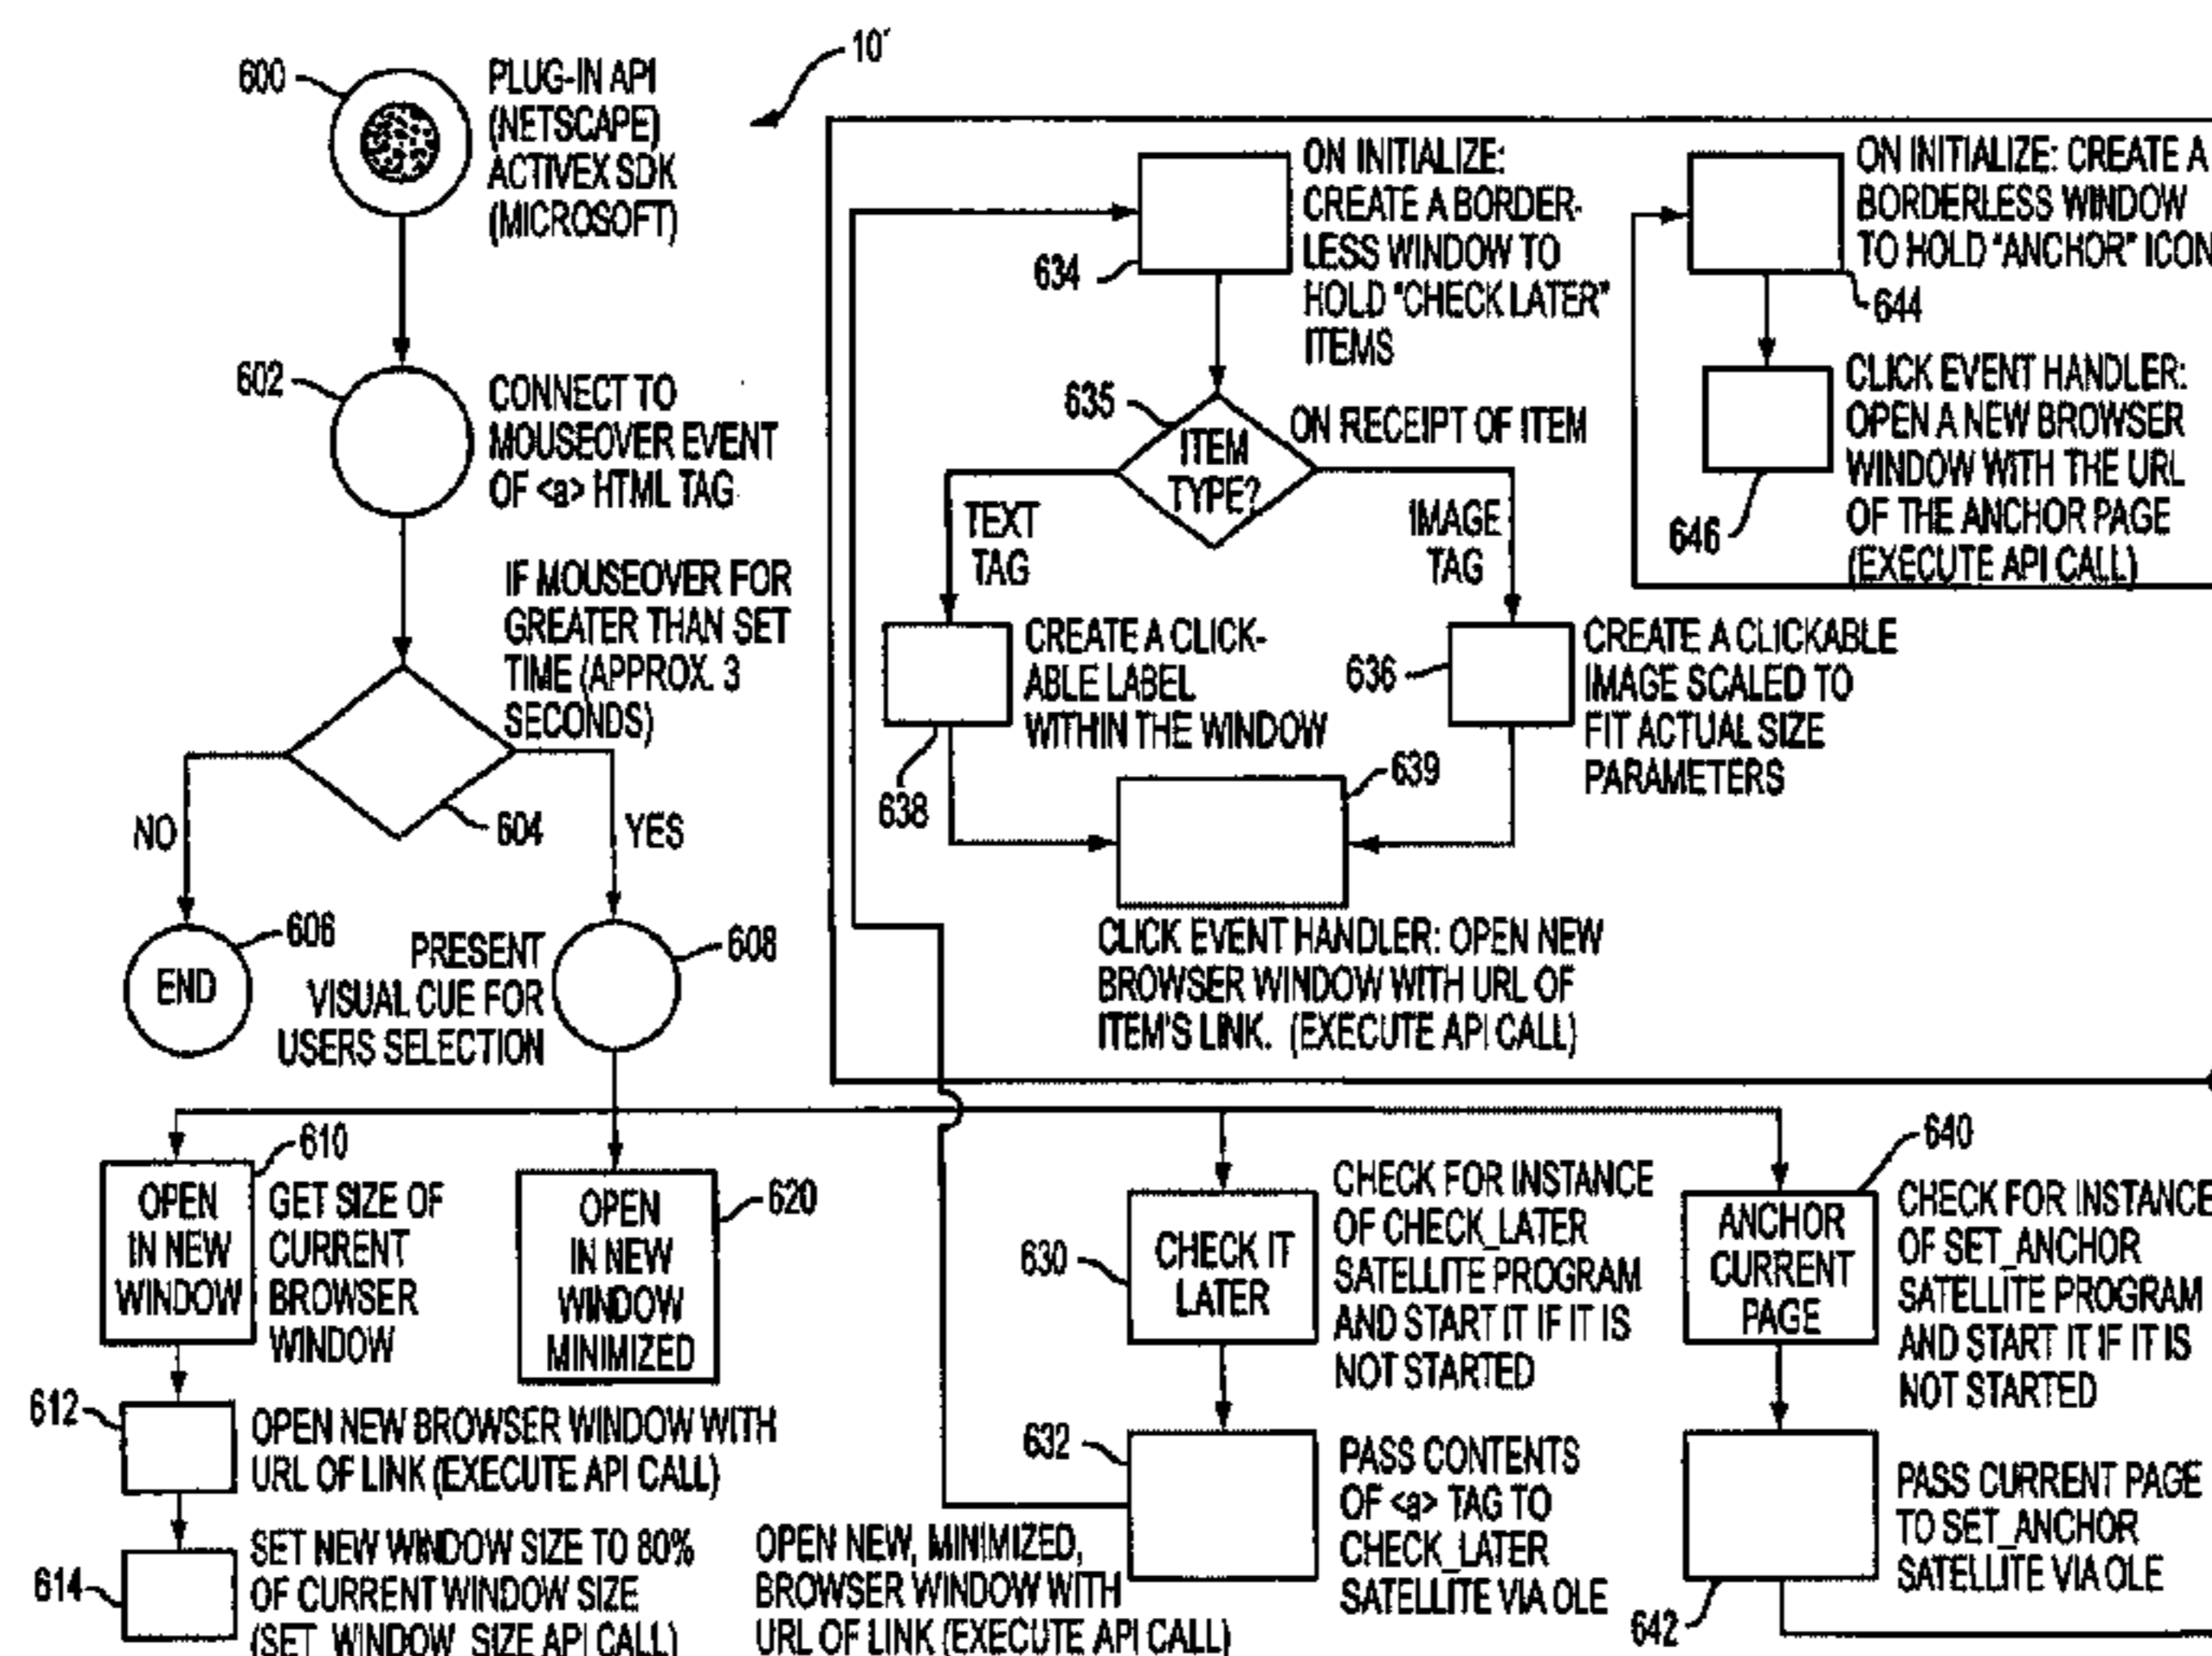 10'
600
PLUG-IN API
(NETSCAPE)
ACTIVEX SDK
(MICROSOFT)
602
CONNECT TO
MOUSEOVER EVENT
OF <a> HTML TAG
IF MOUSEOVER FOR
GREATER THAN SET
TIME (APPROX. 3
SECONDS)
604
NO
YES
606
END
608
PRESENT
VISUAL CUE FOR
USERS SELECTION
634
ON INITIALIZE:
CREATE A BORDER-
LESS WINDOW TO
HOLD "CHECK LATER"
ITEMS
635
ITEM
TYPE?
ON RECEIPT OF ITEM
TEXT
TAG
IMAGE
TAG
638
CREATE A CLICK-
ABLE LABEL
WITHIN THE WINDOW
636
CREATE A CLICKABLE
IMAGE SCALED TO
FIT ACTUAL SIZE
PARAMETERS
639
CLICK EVENT HANDLER: OPEN NEW
BROWSER WINDOW WITH URL OF
ITEM'S LINK. (EXECUTE API CALL)
ON INITIALIZE: CREATE A
BORDERLESS WINDOW
TO HOLD "ANCHOR" ICON
644
646
CLICK EVENT HANDLER:
OPEN A NEW BROWSER
WINDOW WITH THE URL
OF THE ANCHOR PAGE
(EXECUTE API CALL)
610
OPEN
IN NEW
WINDOW
GET SIZE OF
CURRENT
BROWSER
WINDOW
612
OPEN NEW BROWSER WINDOW WITH
URL OF LINK (EXECUTE API CALL)
614
SET NEW WINDOW SIZE TO 80%
OF CURRENT WINDOW SIZE
(SET_WINDOW_SIZE API CALL)
620
OPEN
IN NEW
WINDOW
MINIMIZED
OPEN NEW, MINIMIZED,
BROWSER WINDOW WITH
URL OF LINK (EXECUTE API CALL)
630
CHECK IT
LATER
CHECK FOR INSTANCE
OF CHECK_LATER
SATELLITE PROGRAM
AND START IT IF IT IS
NOT STARTED
632
PASS CONTENTS
OF <a> TAG TO
CHECK_LATER
SATELLITE VIA OLE
640
ANCHOR
CURRENT
PAGE
CHECK FOR INSTANCE
OF SET_ANCHOR
SATELLITE PROGRAM
AND START IT IF IT IS
NOT STARTED
642
PASS CURRENT PAGE
TO SET_ANCHOR
SATELLITE VIA OLE